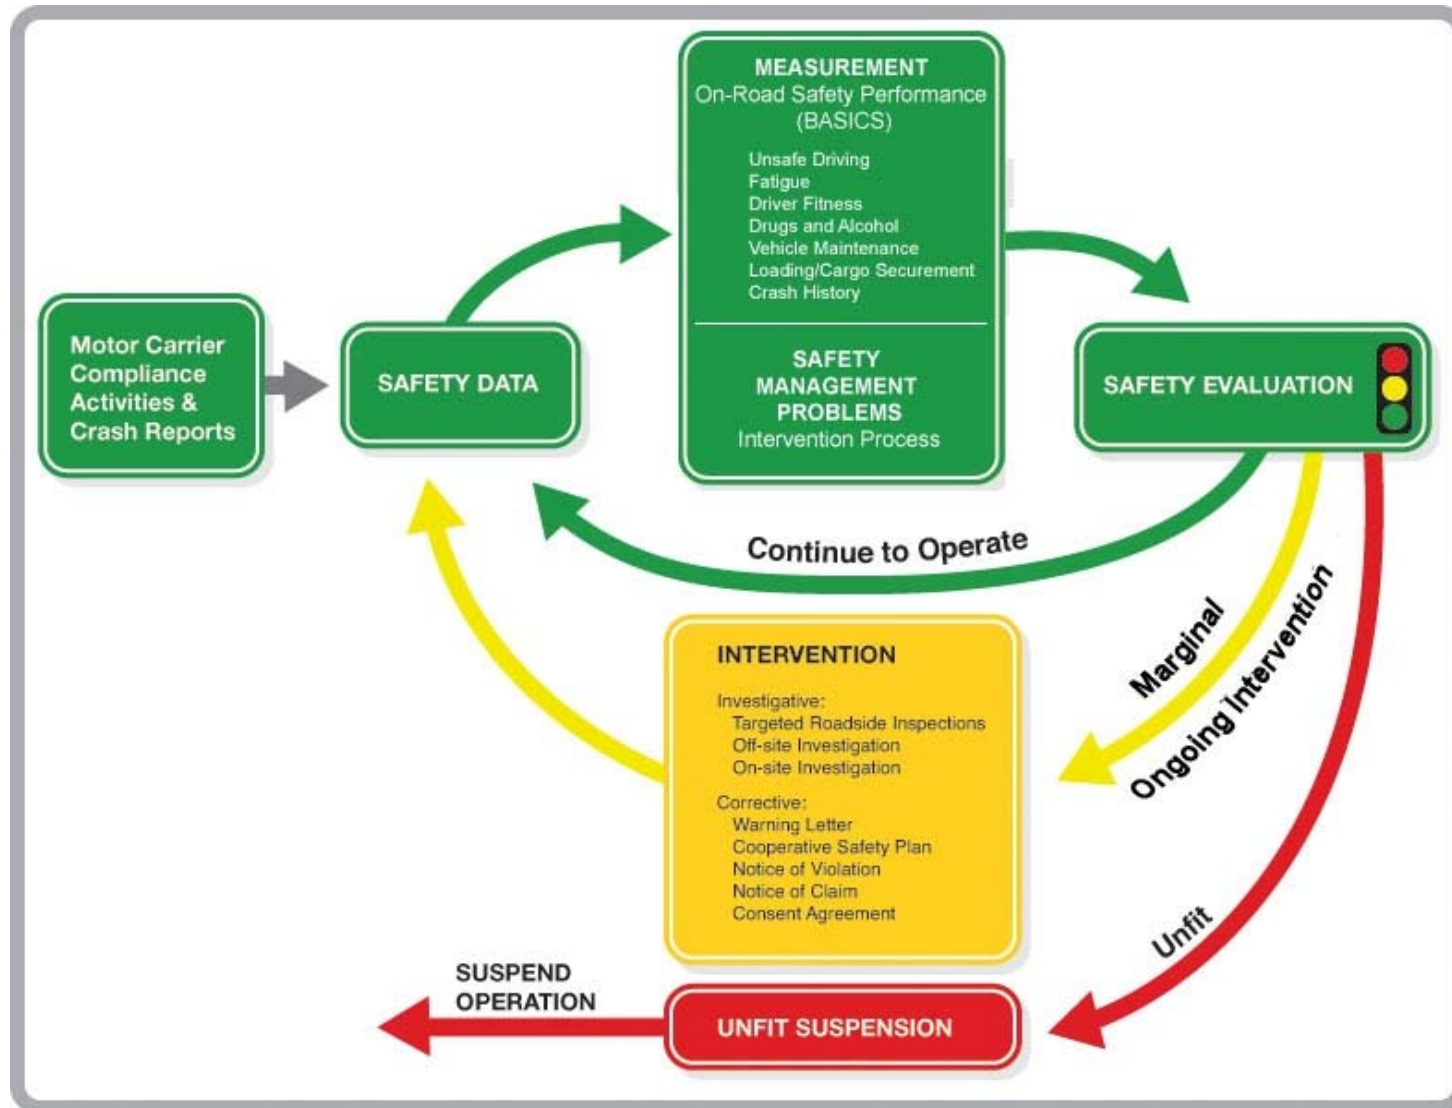 MEASUREMENT
On-Road Safety Performance
(BASICS)
Unsafe Driving
Fatigue
Driver Fitness
Drugs and Alcohol
Vehicle Maintenance
Loading/Cargo Securement
Crash History
SAFETY
MANAGEMENT
PROBLEMS
Intervention Process
Motor Carrier
Compliance
Activities &
Crash Reports
SAFETY DATA
SAFETY EVALUATION
Continue to Operate
Marginal
Ongoing Intervention
Unfit
INTERVENTION
Investigative:
Targeted Roadside Inspections
Off-site Investigation
On-site Investigation
Corrective:
Warning Letter
Cooperative Safety Plan
Notice of Violation
Notice of Claim
Consent Agreement
SUSPEND
OPERATION
UNFIT SUSPENSION